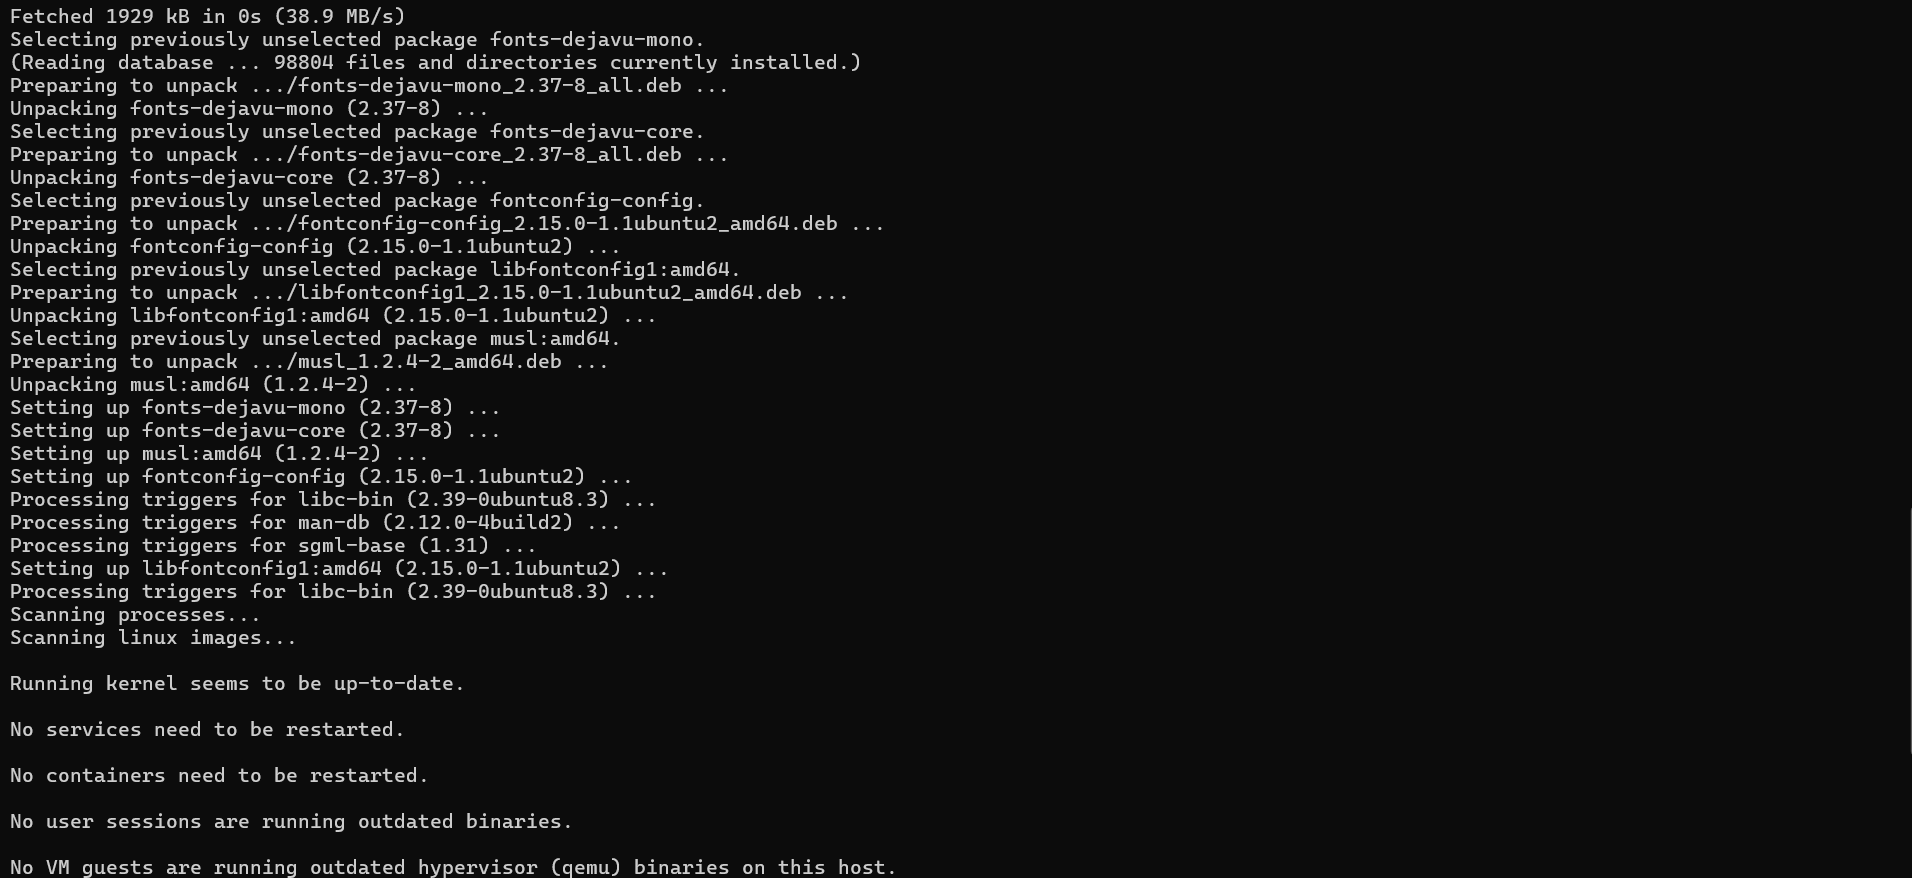 Fetched 1929 kB in 0s (38.9 MB/s)
Selecting previously unselected package fonts-dejavu-mono.
(Reading database ... 98804 files and directories currently installed.)
Preparing to unpack .../fonts-dejavu-mono_2.37-8_all.deb ...
Unpacking fonts-dejavu-mono (2.37-8) ...
Selecting previously unselected package fonts-dejavu-core.
Preparing to unpack .../fonts-dejavu-core_2.37-8_all.deb ...
Unpacking fonts-dejavu-core (2.37-8) ...
Selecting previously unselected package fontconfig-config.
Preparing to unpack .../fontconfig-config_2.15.0-1.1ubuntu2_amd64.deb ...
Unpacking fontconfig-config (2.15.0-1.1ubuntu2) ...
Selecting previously unselected package libfontconfig1:amd64.
Preparing to unpack .../libfontconfig1_2.15.0-1.1ubuntu2_amd64.deb ...
Unpacking libfontconfig1:amd64 (2.15.0-1.1ubuntu2) ...
Selecting previously unselected package musl:amd64.
Preparing to unpack .../musl_1.2.4-2_amd64.deb ...
Unpacking musl:amd64 (1.2.4-2) ...
Setting up fonts-dejavu-mono (2.37-8) ...
Setting up fonts-dejavu-core (2.37-8) ...
Setting up musl:amd64 (1.2.4-2) ...
Setting up fontconfig-config (2.15.0-1.1ubuntu2) ...
Processing triggers for libc-bin (2.39-0ubuntu8.3) ...
Processing triggers for man-db (2.12.0-4build2) ...
Processing triggers for sgml-base (1.31) ...
Setting up libfontconfig1:amd64 (2.15.0-1.1ubuntu2) ...
Processing triggers for libc-bin (2.39-0ubuntu8.3) ...
Scanning processes...
Scanning linux images...
Running kernel seems to be up-to-date.
No services need to be restarted.
No containers need to be restarted.
No user sessions are running outdated binaries.
No VM guests are running outdated hypervisor (qemu) binaries on this host.